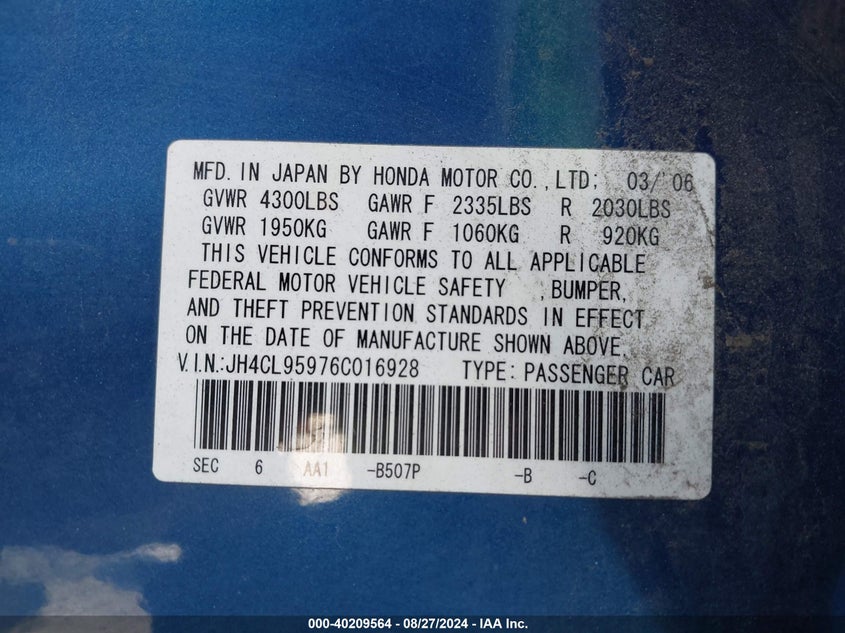 MFD. IN JAPAN BY HONDA MOTOR CO., LTD; 03/'06
GVWR 4300LBS GAWR F 2335LBS R 2030LBS
GVWR 1950KG GAWR F 1060KG R 920KG
THIS VEHICLE CONFORMS TO ALL APPLICABLE
FEDERAL MOTOR VEHICLE SAFETY ,BUMPER,
AND THEFT PREVENTION STANDARDS IN EFFECT
ON THE DATE OF MANUFACTURE SHOWN ABOVE.
V.I.N.:JH4CL95976C016928 TYPE: PASSENGER CAR
SEC 6 AA1 -B507P -B -C
000-40209564 - 08/27/2024 - IAA Inc.